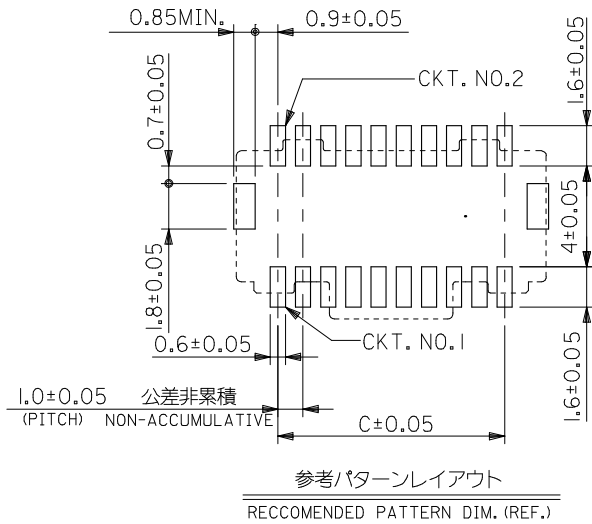 0.85MIN.
0.9±0.05
CKT. NO.2
1.6±0.05
0.7±0.05
4±0.05
1.8±0.05
0.6±0.05
CKT. NO.1
1.6±0.05
1.0±0.05 公差非累積
(PITCH) NON-ACCUMULATIVE
C±0.05
参考パターンレイアウト
RECCOMENDED PATTERN DIM. (REF.)